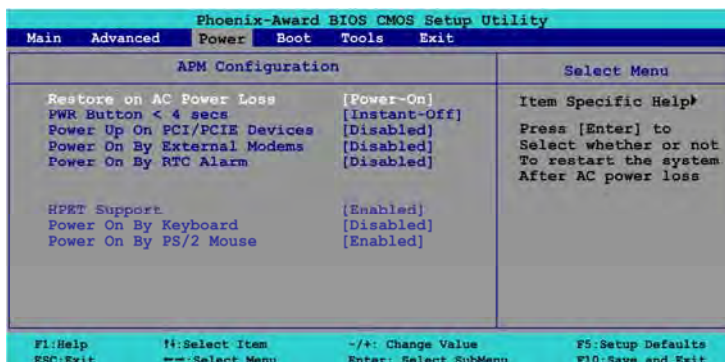 Phoenix-Award BIOS CMOS Setup Utility
Main Advanced Power Boot Tools Exit
APM Configuration
Select Menu
Restore on AC Power Loss [Power-On]
PWR Button < 4 secs [Instant-Off]
Power Up On PCI/PCIE Devices [Disabled]
Power On By External Modems [Disabled]
Power On By RTC Alarm [Disabled]
HPET Support [Enabled]
Power On By Keyboard [Disabled]
Power On By PS/2 Mouse [Enabled]
Item Specific Help
Press [Enter] to
Select whether or not
To restart the system
After AC power loss
F1:Help ↑↓:Select Item -/+: Change Value F5:Setup Defaults
ESC:Exit ←→:Select Menu Enter: Select SubMenu F10:Save and Exit